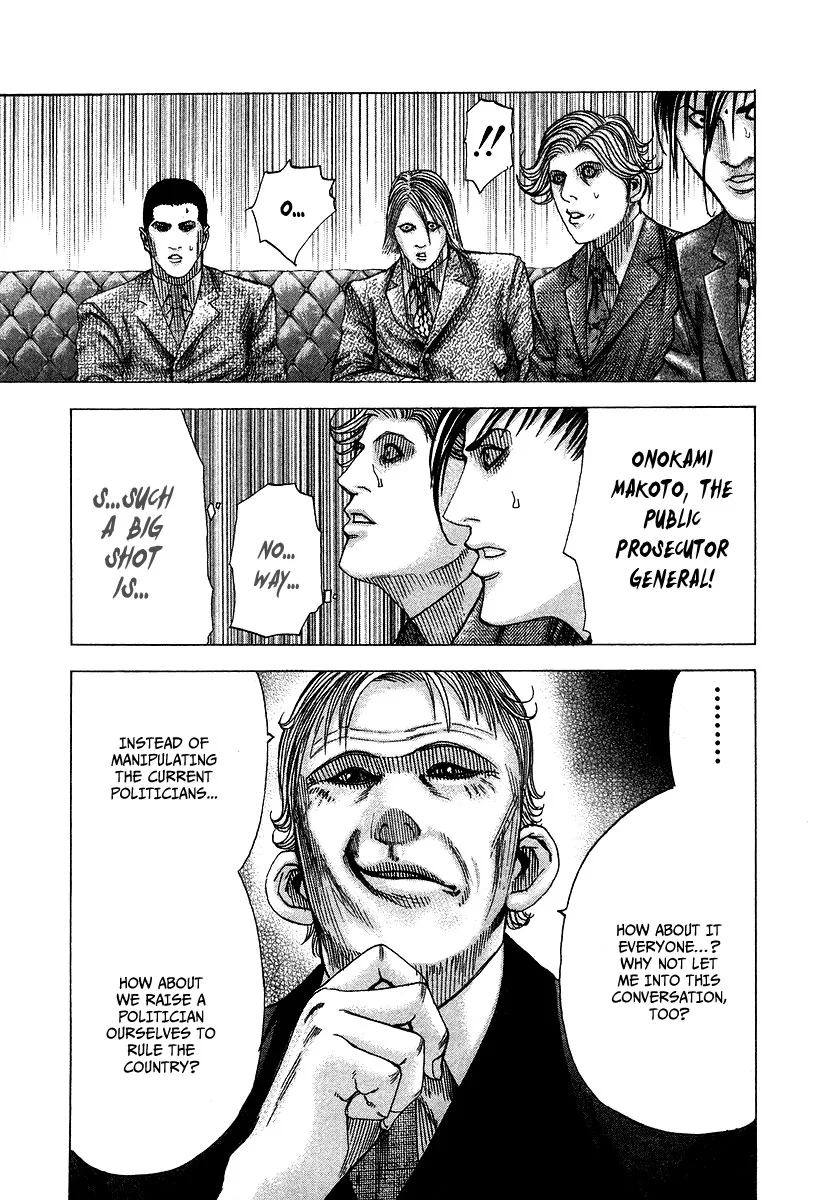 !!
O...
ONOKAMI
MAKOTO, THE
PUBLIC
PROSECUTOR
GENERAL!
NO...
WAY...
S...SUCH
A BIG
SHOT
IS...
........
HOW ABOUT IT
EVERYONE...?
WHY NOT LET
ME INTO THIS
CONVERSATION,
TOO?
INSTEAD OF
MANIPULATING
THE CURRENT
POLITICIANS...
HOW ABOUT
WE RAISE A
POLITICIAN
OURSELVES TO
RULE THE
COUNTRY?